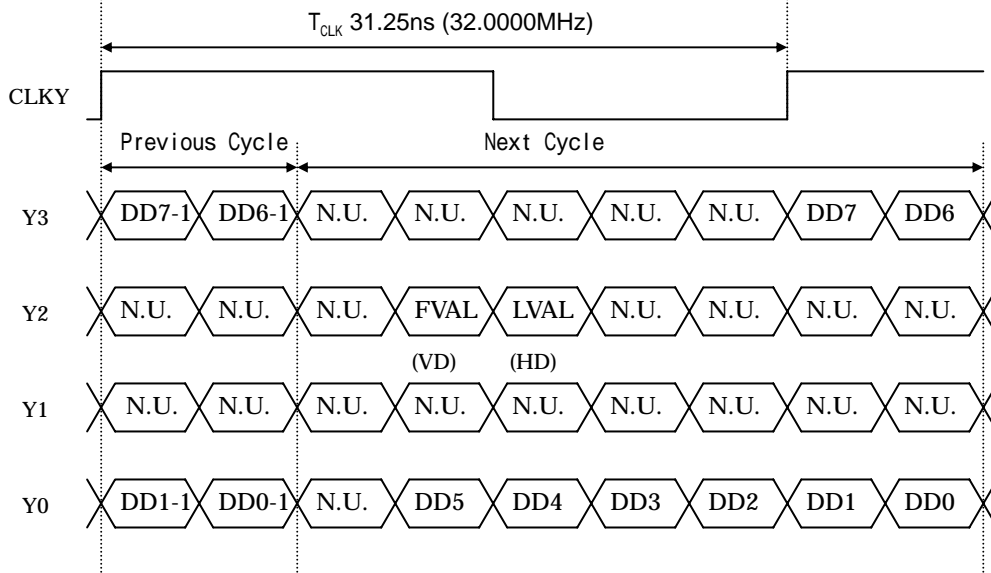 T_CLK 31.25ns (32.0000MHz)
CLKY
Previous Cycle Next Cycle
Y3 DD7-1 DD6-1 N.U. N.U. N.U. N.U. N.U. DD7 DD6
Y2 N.U. N.U. N.U. FVAL LVAL N.U. N.U. N.U. N.U.
(VD) (HD)
Y1 N.U. N.U. N.U. N.U. N.U. N.U. N.U. N.U. N.U.
Y0 DD1-1 DD0-1 N.U. DD5 DD4 DD3 DD2 DD1 DD0